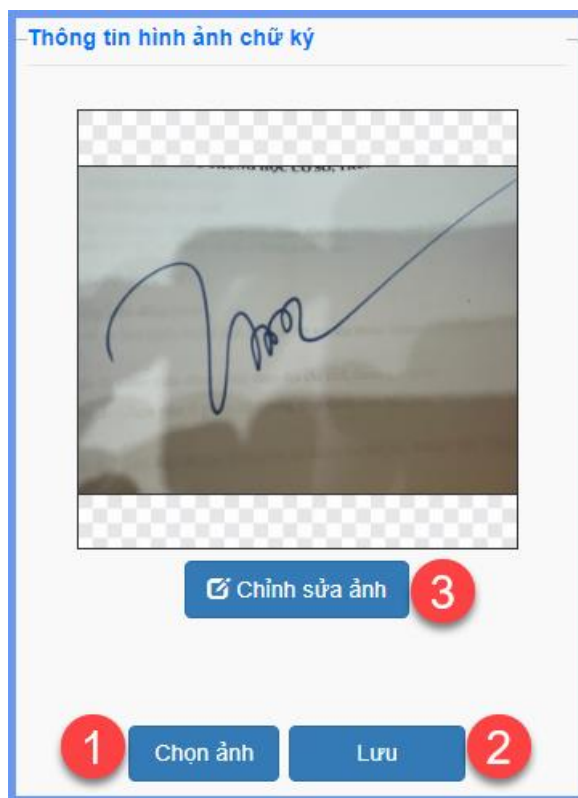 Thông tin hình ảnh chữ ký
Chỉnh sửa ảnh
3
1
Chọn ảnh
Lưu
2